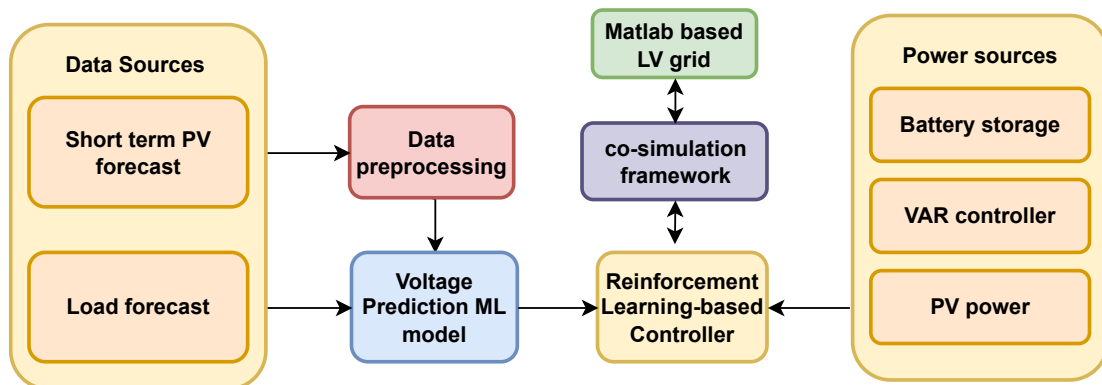 Data Sources
Short term PV
forecast
Load forecast
Data
preprocessing
Voltage
Prediction ML
model
Matlab based
LV grid
co-simulation
framework
Reinforcement
Learning-based
Controller
Power sources
Battery storage
VAR controller
PV power